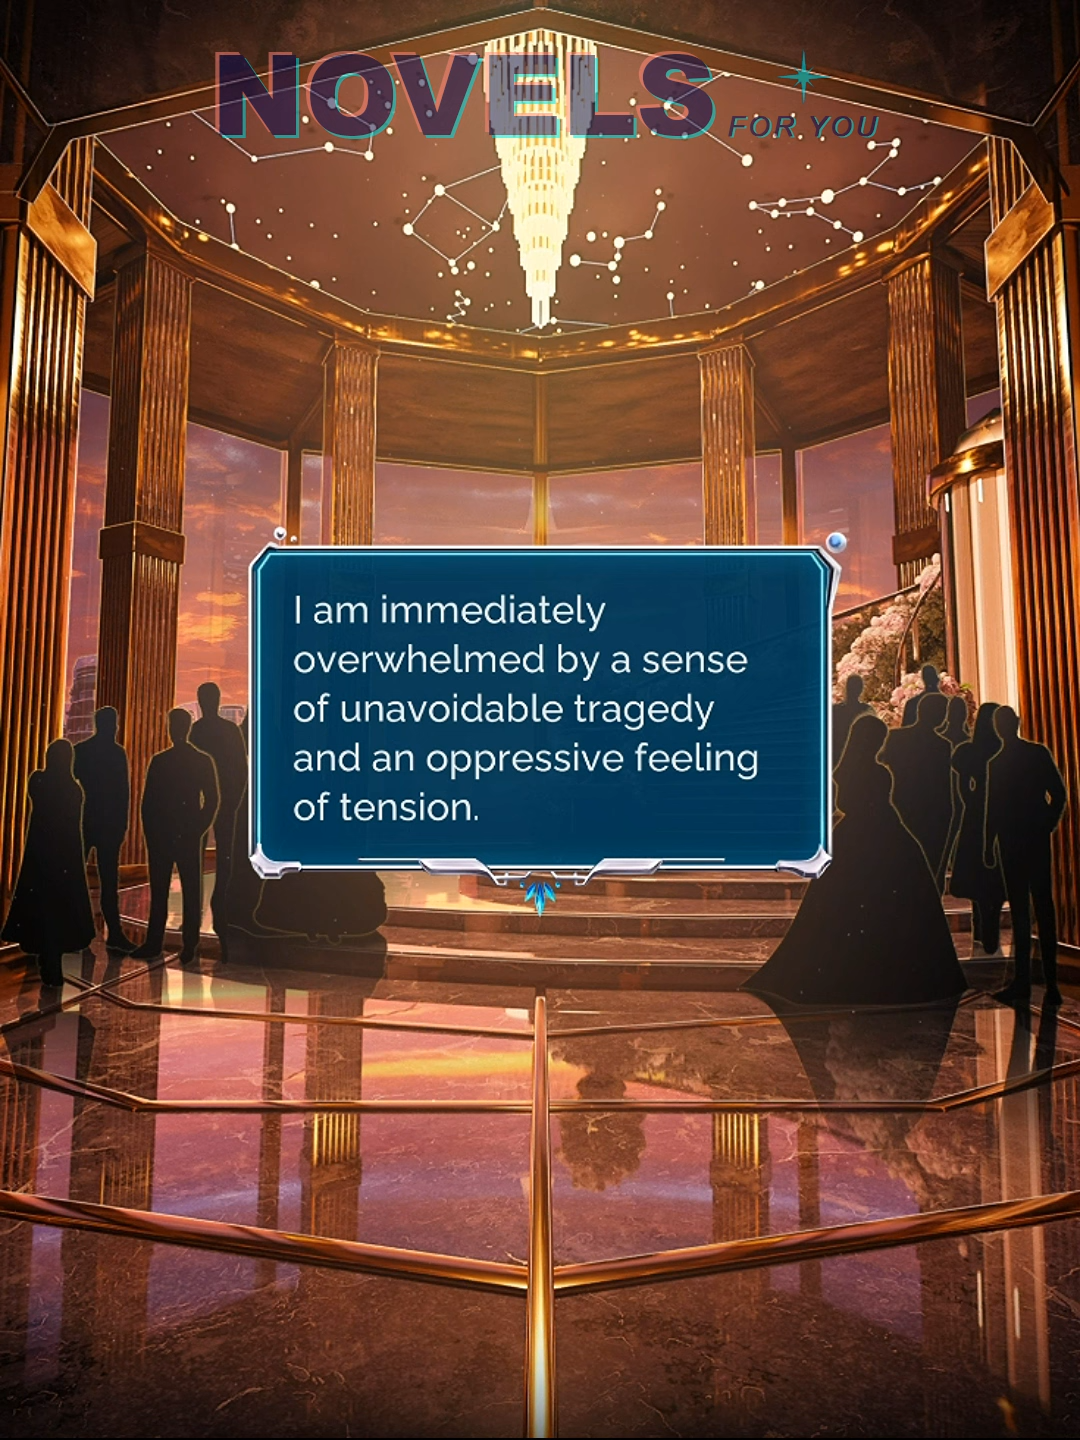 NOVELS
FOR YOU
I am immediately
overwhelmed by a sense
of unavoidable tragedy
and an oppressive feeling
of tension.